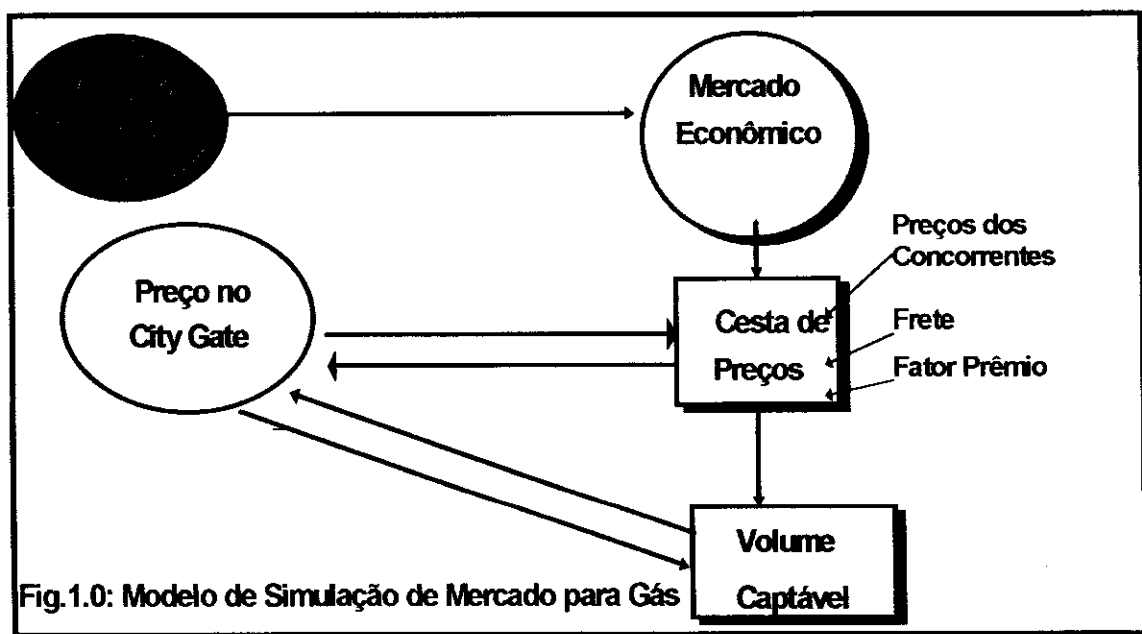 Mercado
Econômico
Preços dos
Concorrentes
Preço no
City Gate
Cesta de
Preços
Frete
Fator Prêmio
Volume
Captável
Fig.1.0: Modelo de Simulação de Mercado para Gás